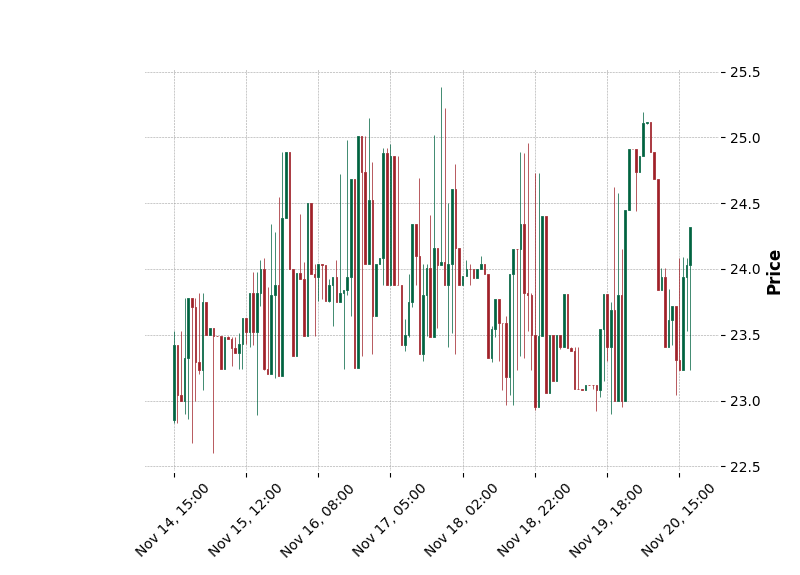 25.5
25.0
24.5
24.0
23.5
23.0
22.5
Price
Nov 14, 15:00
Nov 15, 12:00
Nov 16, 08:00
Nov 17, 05:00
Nov 18, 02:00
Nov 18, 22:00
Nov 19, 18:00
Nov 20, 15:00